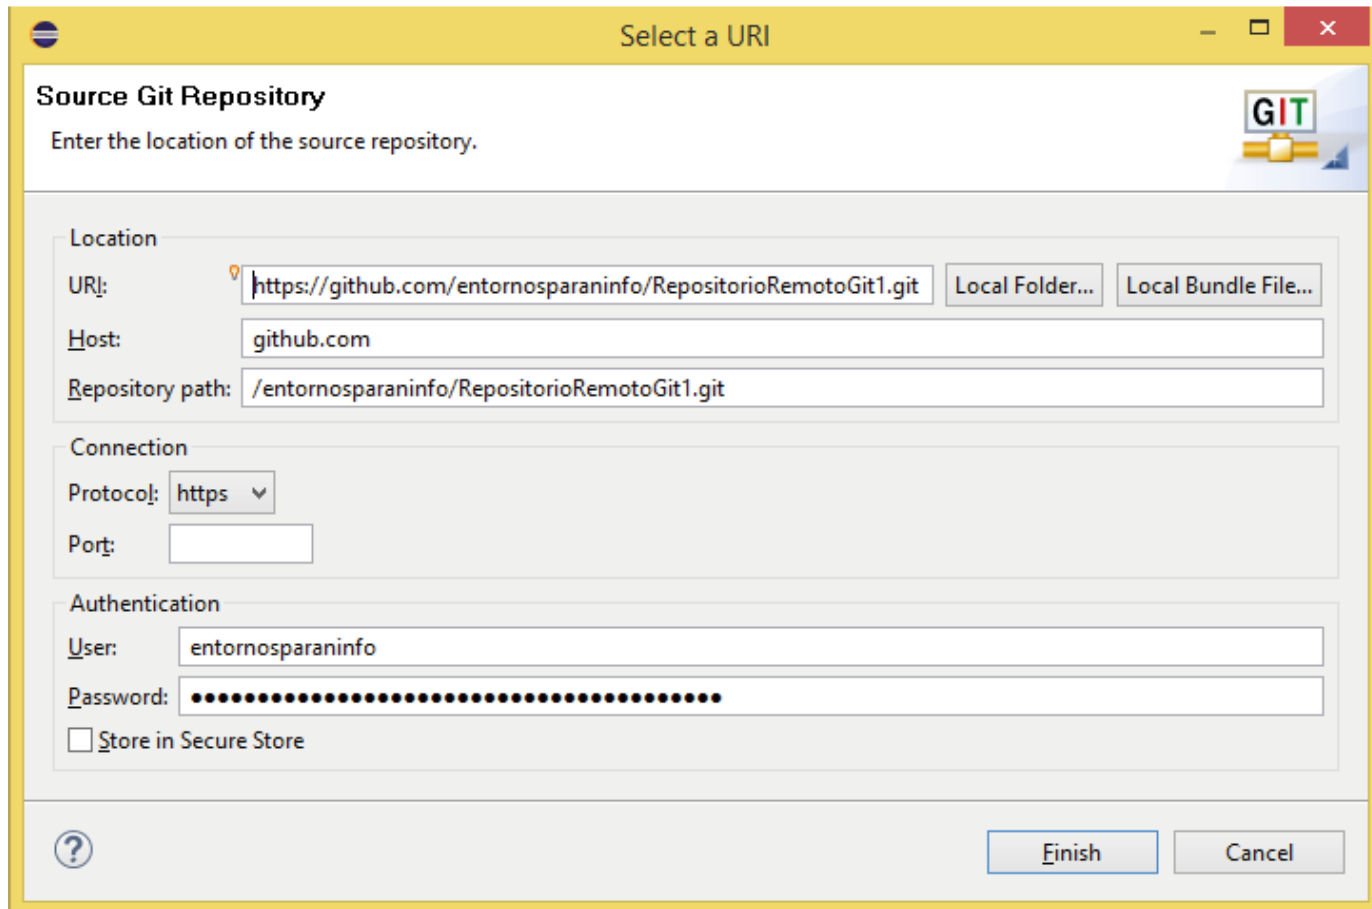 Select a URI
Source Git Repository
Enter the location of the source repository.
GIT
Location
URI: https://github.com/entornosparaninfo/RepositorioRemotoGit1.git Local Folder... Local Bundle File...
Host: github.com
Repository path: /entornosparaninfo/RepositorioRemotoGit1.git
Connection
Protocol: https
Port:
Authentication
User: entornosparaninfo
Password: ••••••••••••••••••••••••••••••••••••••••
Store in Secure Store
? Finish Cancel